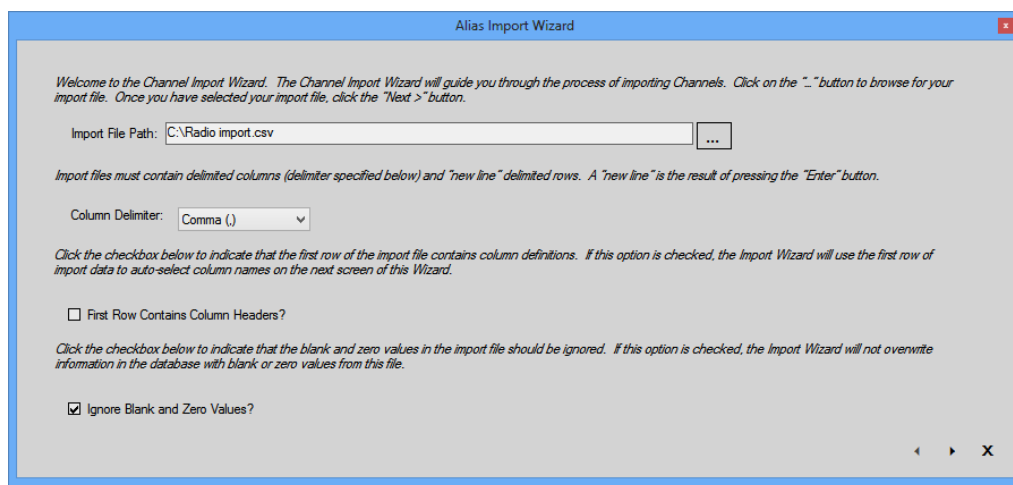 Alias Import Wizard
x
Welcome to the Channel Import Wizard. The Channel Import Wizard will guide you through the process of importing Channels. Click on the "..." button to browse for your
import file. Once you have selected your import file, click the "Next >" button.
Import File Path: C:\Radio import.csv ...
Import files must contain delimited columns (delimiter specified below) and "new line" delimited rows. A "new line" is the result of pressing the "Enter" button.
Column Delimiter: Comma (,)
Click the checkbox below to indicate that the first row of the import file contains column definitions. If this option is checked, the Import Wizard will use the first row of
import data to auto-select column names on the next screen of this Wizard.
First Row Contains Column Headers?
Click the checkbox below to indicate that the blank and zero values in the import file should be ignored. If this option is checked, the Import Wizard will not overwrite
information in the database with blank or zero values from this file.
Ignore Blank and Zero Values?
X